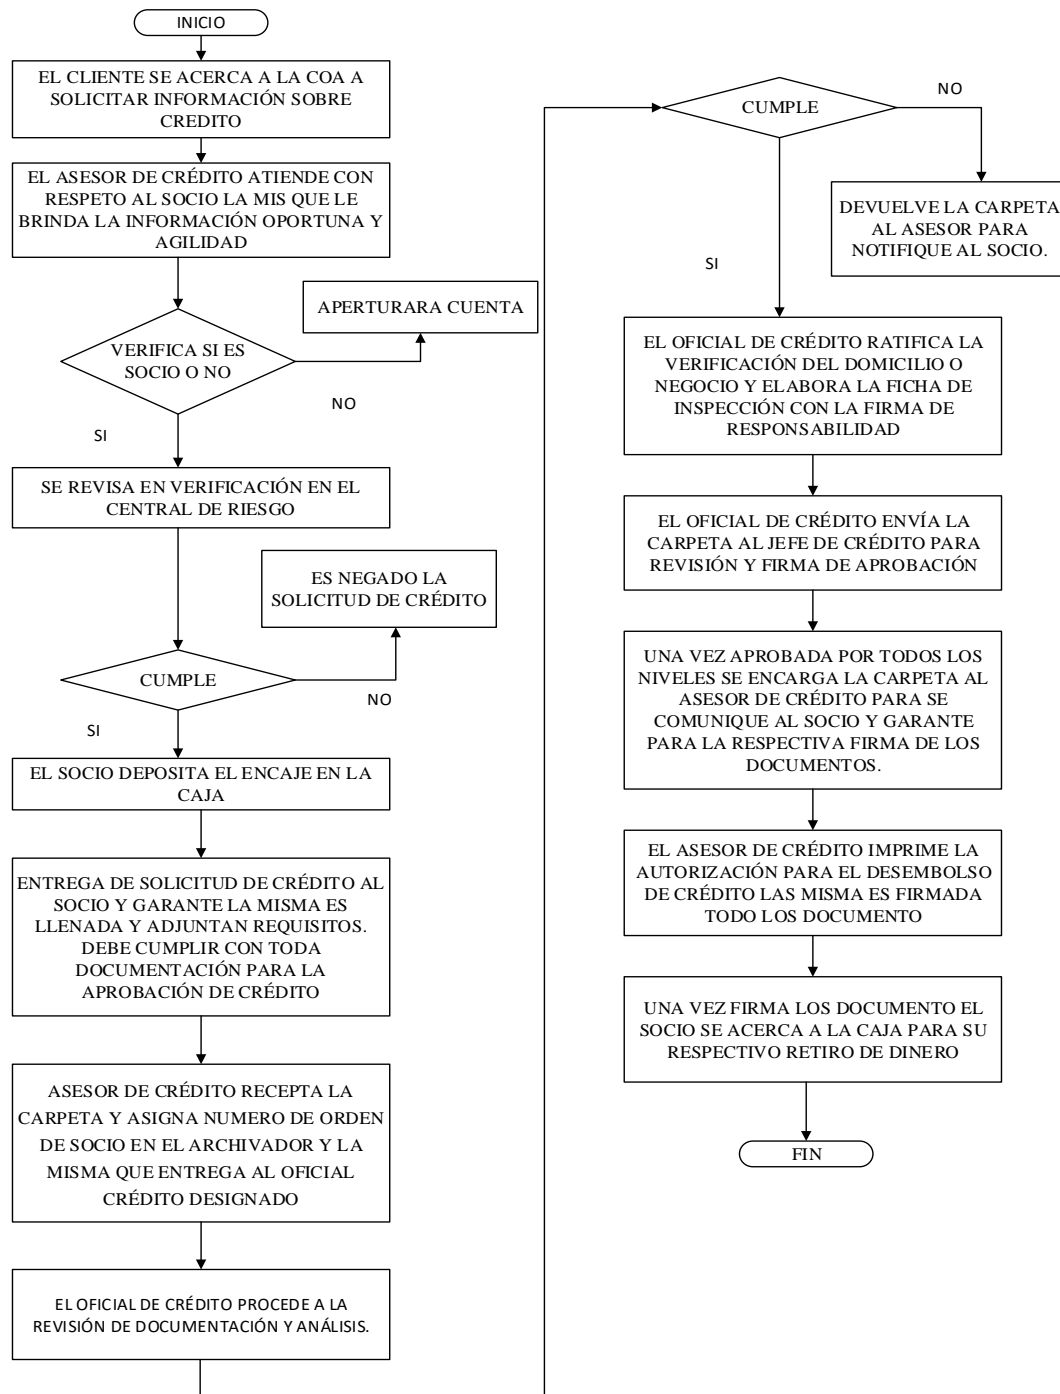 INICIO
EL CLIENTE SE ACERCA A LA COA A
SOLICITAR INFORMACIÓN SOBRE
CREDITO
EL ASESOR DE CRÉDITO ATIENDE CON
RESPETO AL SOCIO LA MIS QUE LE
BRINDA LA INFORMACIÓN OPORTUNA Y
AGILIDAD
APERTURARA CUENTA
VERIFICA SI ES
SOCIO O NO
NO
SI
SE REVISA EN VERIFICACIÓN EN EL
CENTRAL DE RIESGO
ES NEGADO LA
SOLICITUD DE CRÉDITO
CUMPLE
NO
SI
EL SOCIO DEPOSITA EL ENCAJE EN LA
CAJA
ENTREGA DE SOLICITUD DE CRÉDITO AL
SOCIO Y GARANTE LA MISMA ES
LLENADA Y ADJUNTAN REQUISITOS.
DEBE CUMPLIR CON TODA
DOCUMENTACIÓN PARA LA
APROBACIÓN DE CRÉDITO
ASESOR DE CRÉDITO RECEPTA LA
CARPETA Y ASIGNA NUMERO DE ORDEN
DE SOCIO EN EL ARCHIVADOR Y LA
MISMA QUE ENTREGA AL OFICIAL
CRÉDITO DESIGNADO
EL OFICIAL DE CRÉDITO PROCEDE A LA
REVISIÓN DE DOCUMENTACIÓN Y ANÁLISIS.
CUMPLE
NO
DEVUELVE LA CARPETA
AL ASESOR PARA
NOTIFIQUE AL SOCIO.
SI
EL OFICIAL DE CRÉDITO RATIFICA LA
VERIFICACIÓN DEL DOMICILIO O
NEGOCIO Y ELABORA LA FICHA DE
INSPECCIÓN CON LA FIRMA DE
RESPONSABILIDAD
EL OFICIAL DE CRÉDITO ENVÍA LA
CARPETA AL JEFE DE CRÉDITO PARA
REVISIÓN Y FIRMA DE APROBACIÓN
UNA VEZ APROBADA POR TODOS LOS
NIVELES SE ENCARGA LA CARPETA AL
ASESOR DE CRÉDITO PARA SE
COMUNIQUE AL SOCIO Y GARANTE
PARA LA RESPECTIVA FIRMA DE LOS
DOCUMENTOS.
EL ASESOR DE CRÉDITO IMPRIME LA
AUTORIZACIÓN PARA EL DESEMBOLSO
DE CRÉDITO LAS MISMA ES FIRMADA
TODO LOS DOCUMENTO
UNA VEZ FIRMA LOS DOCUMENTO EL
SOCIO SE ACERCA A LA CAJA PARA SU
RESPECTIVO RETIRO DE DINERO
FIN